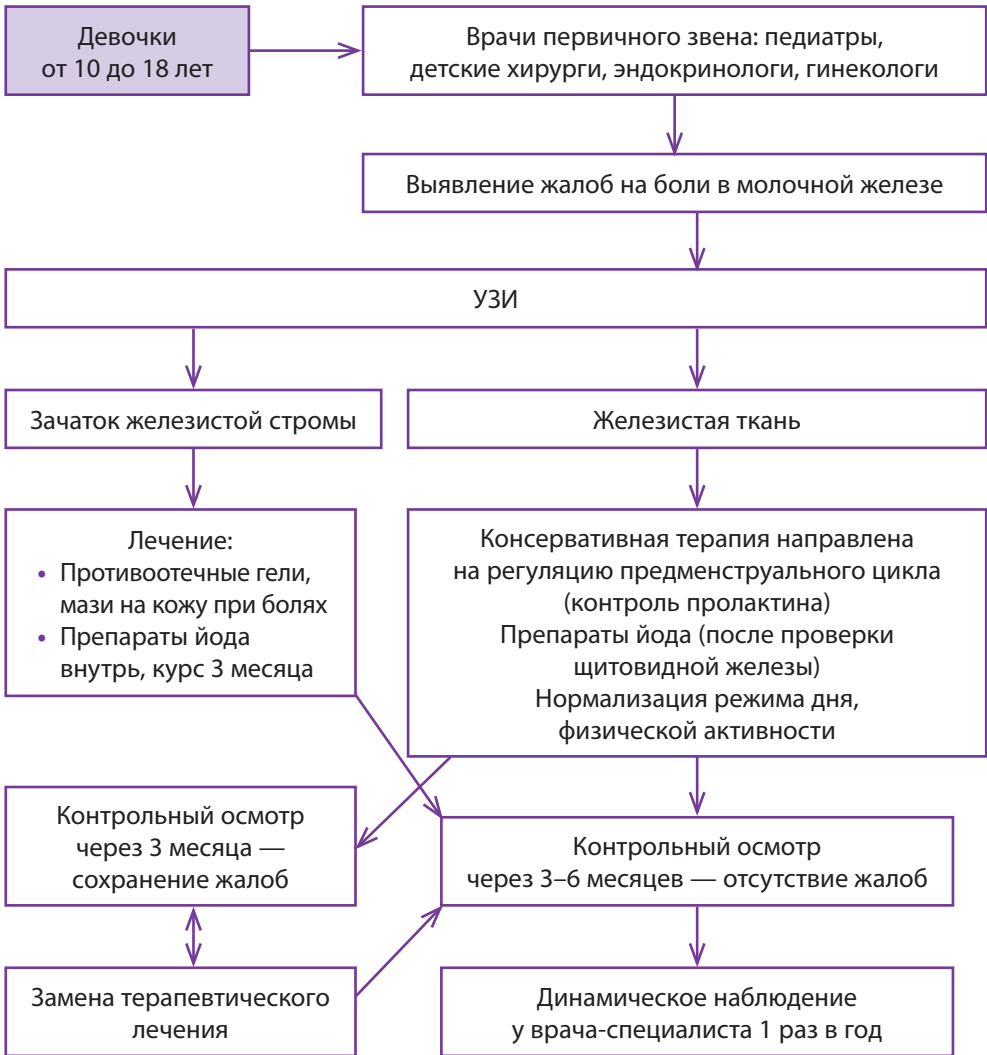 Девочки
от 10 до 18 лет
Врачи первичного звена: педиатры,
детские хирурги, эндокринологи, гинекологи
Выявление жалоб на боли в молочной железе
УЗИ
Зачаток железистой стромы
Железистая ткань
Лечение:
• Противоотечные гели,
мази на кожу при болях
• Препараты йода
внутрь, курс 3 месяца
Консервативная терапия направлена
на регуляцию предменструального цикла
(контроль пролактина)
Препараты йода (после проверки
щитовидной железы)
Нормализация режима дня,
физической активности
Контрольный осмотр
через 3 месяца —
сохранение жалоб
Контрольный осмотр
через 3–6 месяцев — отсутствие жалоб
Замена терапевтического
лечения
Динамическое наблюдение
у врача-специалиста 1 раз в год